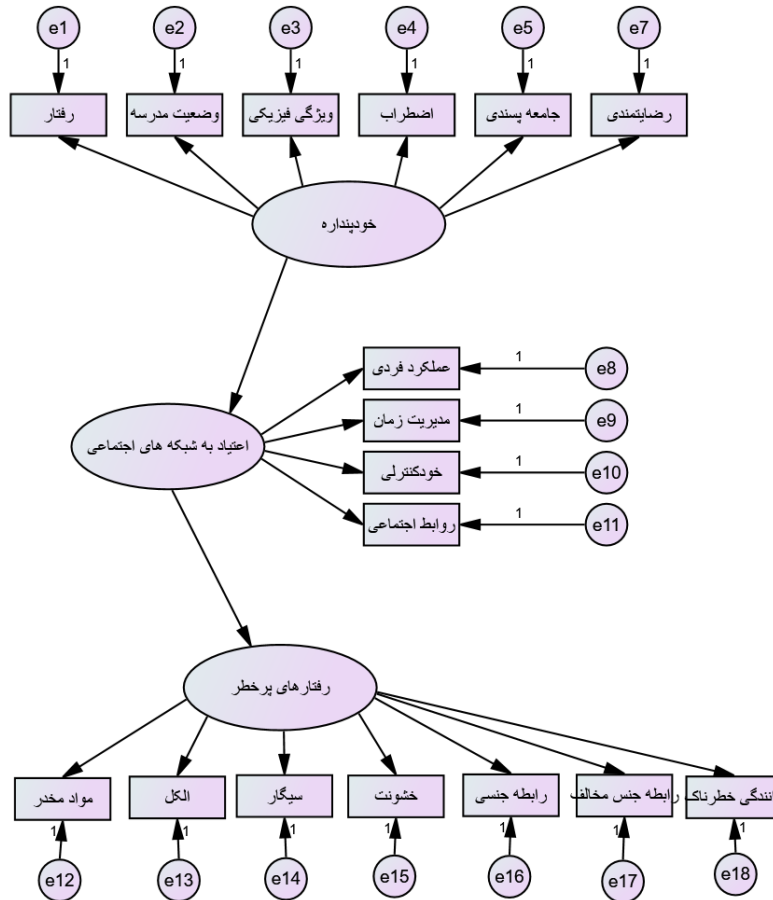 e1 e2 e3 e4 e5 e7
1 1 1 1 1 1
رفتار
وضعیت مدرسه
ویژگی فیزیکی
اضطراب
جامعه پسندی
رضایتمندی
خودپنداره
عملکرد فردی
1
e8
مدیریت زمان
1
e9
اعتیاد به شبکه های اجتماعی
خودکنترلی
1
e10
روابط اجتماعی
1
e11
رفتارهای پرخطر
مواد مخدر
الکل
سیگار
خشونت
رابطه جنسی
رابطه جنس مخالف
خطرناک
1 1 1 1 1 1 1
e12 e13 e14 e15 e16 e17 e18